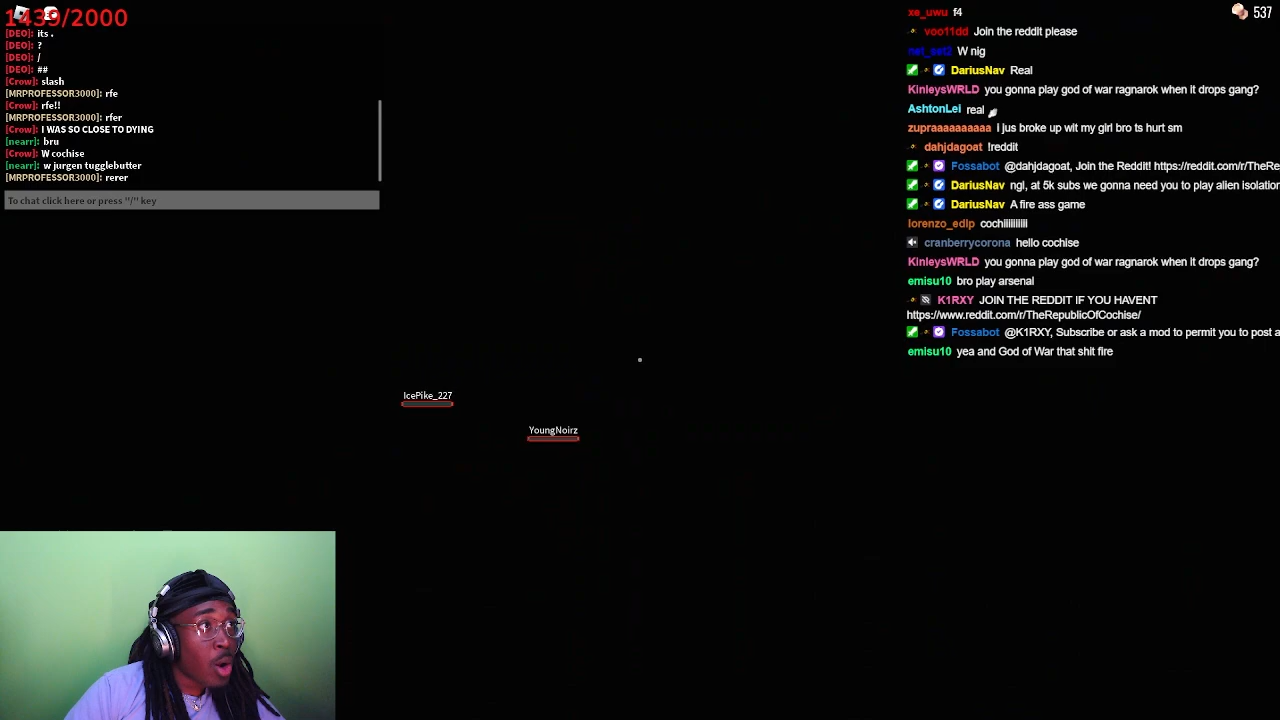 1439/2000
[DEO]: its .
[DEO]: ?
[DEO]: /
[DEO]: ##
[Crow]: slash
[MRPROFESSOR3000]: rfe
[Crow]: rfe!!
[MRPROFESSOR3000]: rfer
[Crow]: I WAS SO CLOSE TO DYING
[nearr]: bru
[Crow]: W cochise
[nearr]: w jurgen tugglebutter
[MRPROFESSOR3000]: rerer
To chat click here or press "/" key
IcePike_227
YoungNoirz
xe_uwu f4
voo11dd Join the reddit please
W nig
DariusNav Real
KinleysWRLD you gonna play god of war ragnarok when it drops gang?
AshtonLei real
zupraaaaaaaaaa I jus broke up wit my girl bro ts hurt sm
dahjdagoat !reddit
Fossabot @dahjdagoat, Join the Reddit! https://reddit.com/r/TheRe
DariusNav ngl, at 5k subs we gonna need you to play alien isolation
DariusNav A fire ass game
lorenzo_edlp cochiiiiiiiiii
cranberrycorona hello cochise
KinleysWRLD you gonna play god of war ragnarok when it drops gang?
emisu10 bro play arsenal
K1RXY JOIN THE REDDIT IF YOU HAVENT
https://www.reddit.com/r/TheRepublicOfCochise/
Fossabot @K1RXY, Subscribe or ask a mod to permit you to post a
emisu10 yea and God of War that shit fire
537